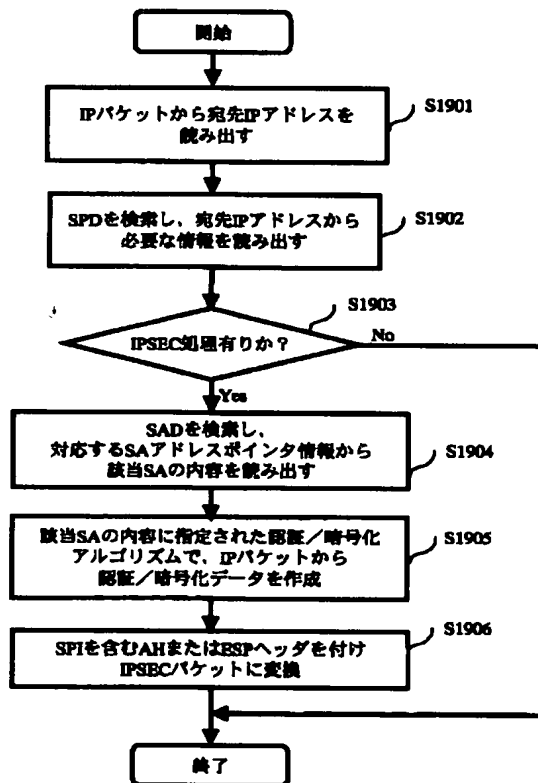 開始
IPパケットから宛先IPアドレスを
読み出す
S1901
SPDを検索し、宛先IPアドレスから
必要な情報を読み出す
S1902
S1903
IPSEC処理有りか？
No
Yes
SADを検索し、
対応するSAアドレスポインタ情報から
該当SAの内容を読み出す
S1904
該当SAの内容に指定された認証／暗号化
アルゴリズムで、IPパケットから
認証／暗号化データを作成
S1905
SPIを含むAHまたはESPヘッダを付け
IPSECパケットに変換
S1906
終了